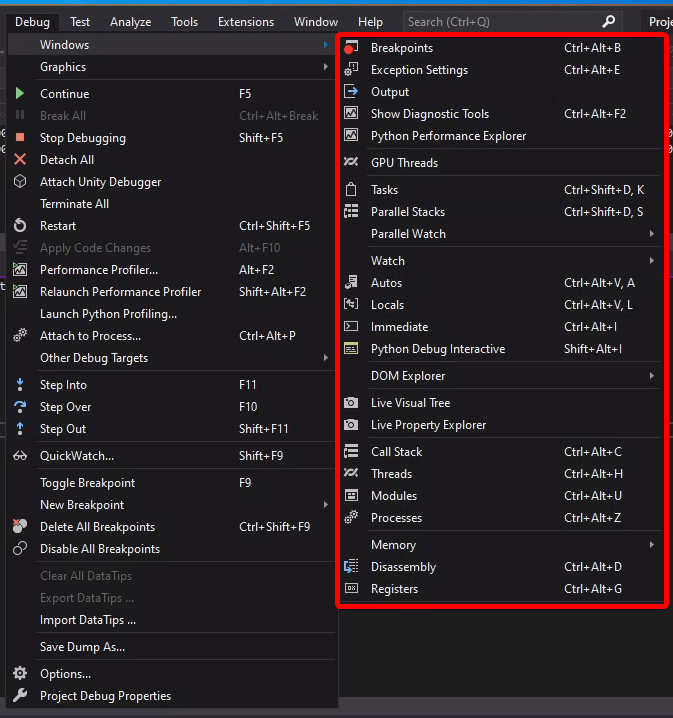 Debug Test Analyze Tools Extensions Window Help Search (Ctrl+Q) Proje
Windows
Graphics
Continue F5
Break All Ctrl+Alt+Break
Stop Debugging Shift+F5
Detach All
Attach Unity Debugger
Terminate All
Restart Ctrl+Shift+F5
Apply Code Changes Alt+F10
Performance Profiler... Alt+F2
Relaunch Performance Profiler Shift+Alt+F2
Launch Python Profiling...
Attach to Process... Ctrl+Alt+P
Other Debug Targets
Step Into F11
Step Over F10
Step Out Shift+F11
QuickWatch... Shift+F9
Toggle Breakpoint F9
New Breakpoint
Delete All Breakpoints Ctrl+Shift+F9
Disable All Breakpoints
Clear All DataTips
Export DataTips ...
Import DataTips ...
Save Dump As...
Options...
Project Debug Properties
Breakpoints Ctrl+Alt+B
Exception Settings Ctrl+Alt+E
Output
Show Diagnostic Tools Ctrl+Alt+F2
Python Performance Explorer
GPU Threads
Tasks Ctrl+Shift+D, K
Parallel Stacks Ctrl+Shift+D, S
Parallel Watch
Watch
Autos Ctrl+Alt+V, A
Locals Ctrl+Alt+V, L
Immediate Ctrl+Alt+I
Python Debug Interactive Shift+Alt+I
DOM Explorer
Live Visual Tree
Live Property Explorer
Call Stack Ctrl+Alt+C
Threads Ctrl+Alt+H
Modules Ctrl+Alt+U
Processes Ctrl+Alt+Z
Memory
Disassembly Ctrl+Alt+D
Registers Ctrl+Alt+G